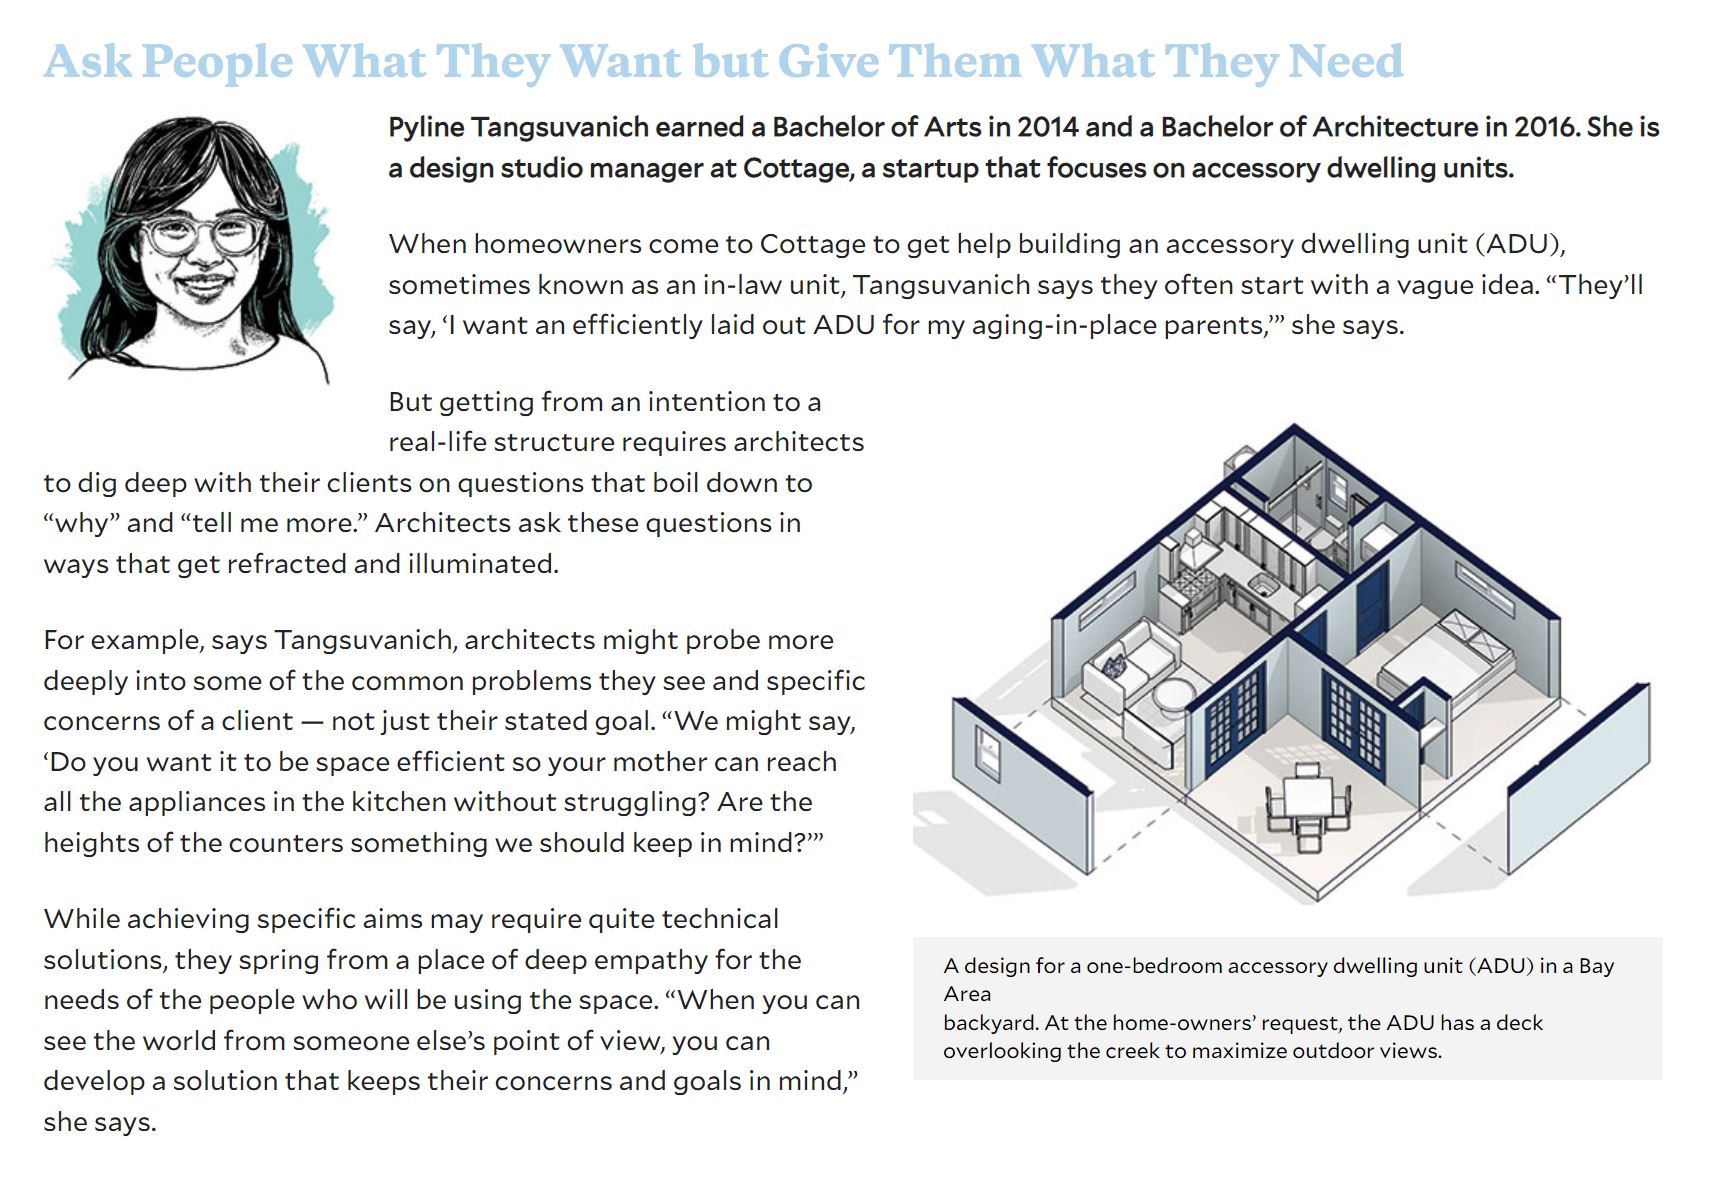 Ask People What They Want but Give Them What They Need
Pyline Tangsuvanich earned a Bachelor of Arts in 2014 and a Bachelor of Architecture in 2016. She is
a design studio manager at Cottage, a startup that focuses on accessory dwelling units.
When homeowners come to Cottage to get help building an accessory dwelling unit (ADU),
sometimes known as an in-law unit, Tangsuvanich says they often start with a vague idea. “They’ll
say, ‘I want an efficiently laid out ADU for my aging-in-place parents,’” she says.
But getting from an intention to a
real-life structure requires architects
to dig deep with their clients on questions that boil down to
“why” and “tell me more.” Architects ask these questions in
ways that get refracted and illuminated.
For example, says Tangsuvanich, architects might probe more
deeply into some of the common problems they see and specific
concerns of a client — not just their stated goal. “We might say,
‘Do you want it to be space efficient so your mother can reach
all the appliances in the kitchen without struggling? Are the
heights of the counters something we should keep in mind?’”
While achieving specific aims may require quite technical
solutions, they spring from a place of deep empathy for the
needs of the people who will be using the space. “When you can
see the world from someone else’s point of view, you can
develop a solution that keeps their concerns and goals in mind,”
she says.
A design for a one-bedroom accessory dwelling unit (ADU) in a Bay
Area
backyard. At the home-owners’ request, the ADU has a deck
overlooking the creek to maximize outdoor views.